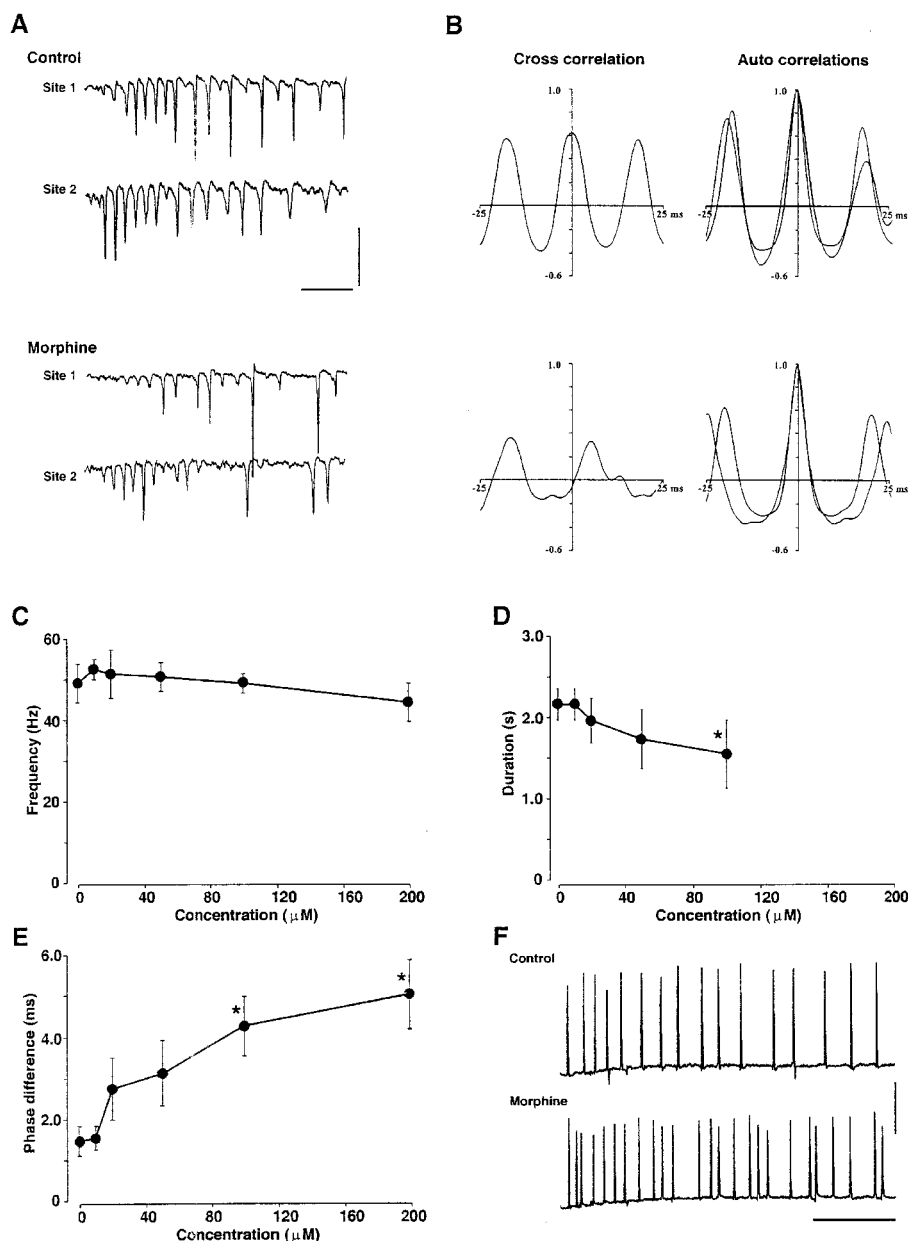 A
Control
Site 1
Site 2
Morphine
Site 1
Site 2
B
Cross correlation
Auto correlations
1.0
1.0
-25
25 ms
-25
25 ms
-0.6
-0.6
1.0
1.0
-25
25 ms
-25
25 ms
-0.6
-0.6
C
60
40
20
0
Frequency (Hz)
0 40 80 120 160 200
Concentration (μM)
D
3.0
2.0
1.0
0
Duration (s)
*
0 40 80 120 160 200
Concentration (μM)
E
6.0
4.0
2.0
0
Phase difference (ms)
*
*
0 40 80 120 160 200
Concentration (μM)
F
Control
Morphine